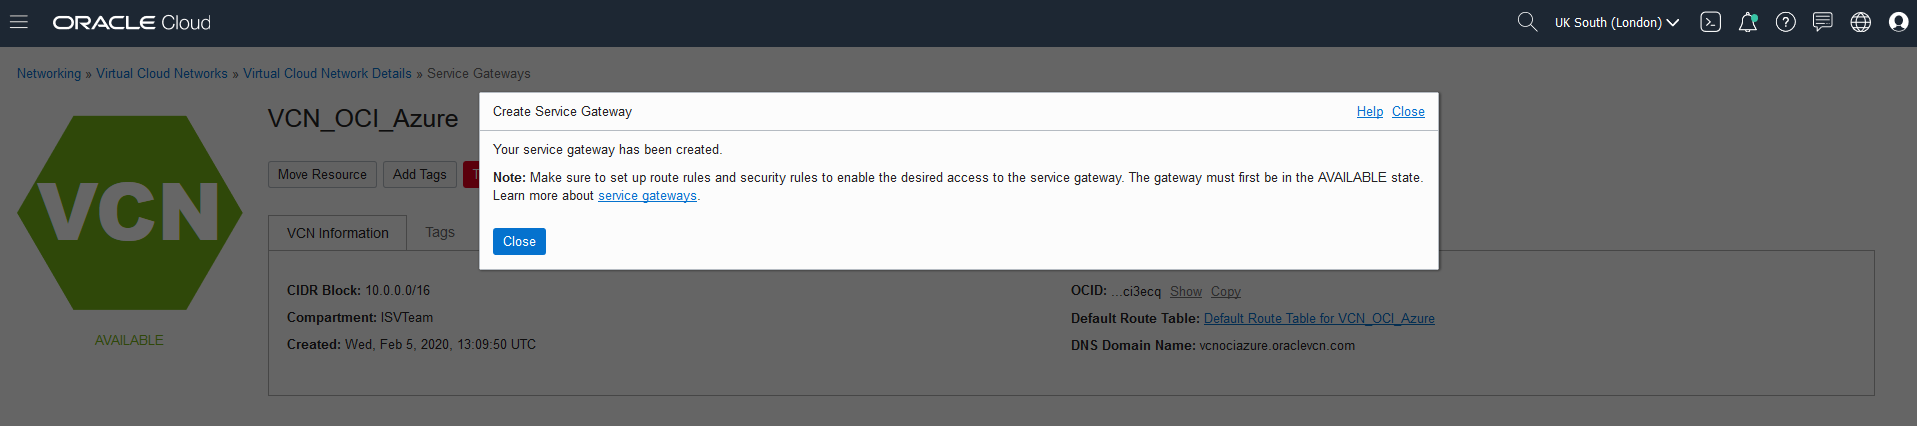 ORACLE Cloud
UK South (London)
Networking » Virtual Cloud Networks » Virtual Cloud Network Details » Service Gateways
VCN
AVAILABLE
VCN_OCI_Azure
Move Resource
Add Tags
Create Service Gateway
Help
Close
Your service gateway has been created.
Note: Make sure to set up route rules and security rules to enable the desired access to the service gateway. The gateway must first be in the AVAILABLE state.
Learn more about service gateways.
Close
VCN Information
Tags
CIDR Block: 10.0.0.0/16
Compartment: ISVTeam
Created: Wed, Feb 5, 2020, 13:09:50 UTC
OCID: ...ci3ecq Show Copy
Default Route Table: Default Route Table for VCN_OCI_Azure
DNS Domain Name: vcnociazure.oraclevcn.com